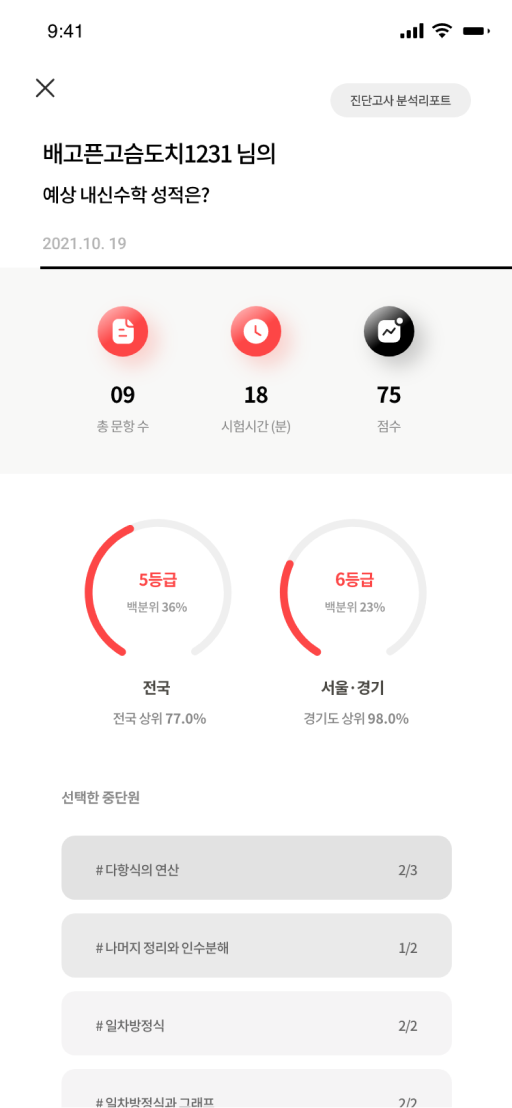 9:41
진단고사 분석리포트
배고픈고슴도치1231 님의
예상 내신수학 성적은?
2021.10. 19
09 18 75
총 문항 수 시험시간 (분) 점수
5등급 6등급
백분위 36% 백분위 23%
전국 서울·경기
전국 상위 77.0% 경기도 상위 98.0%
선택한 중단원
# 다항식의 연산 2/3
# 나머지 정리와 인수분해 1/2
# 일차방정식 2/2
# 일차방정식과 그래프 2/2